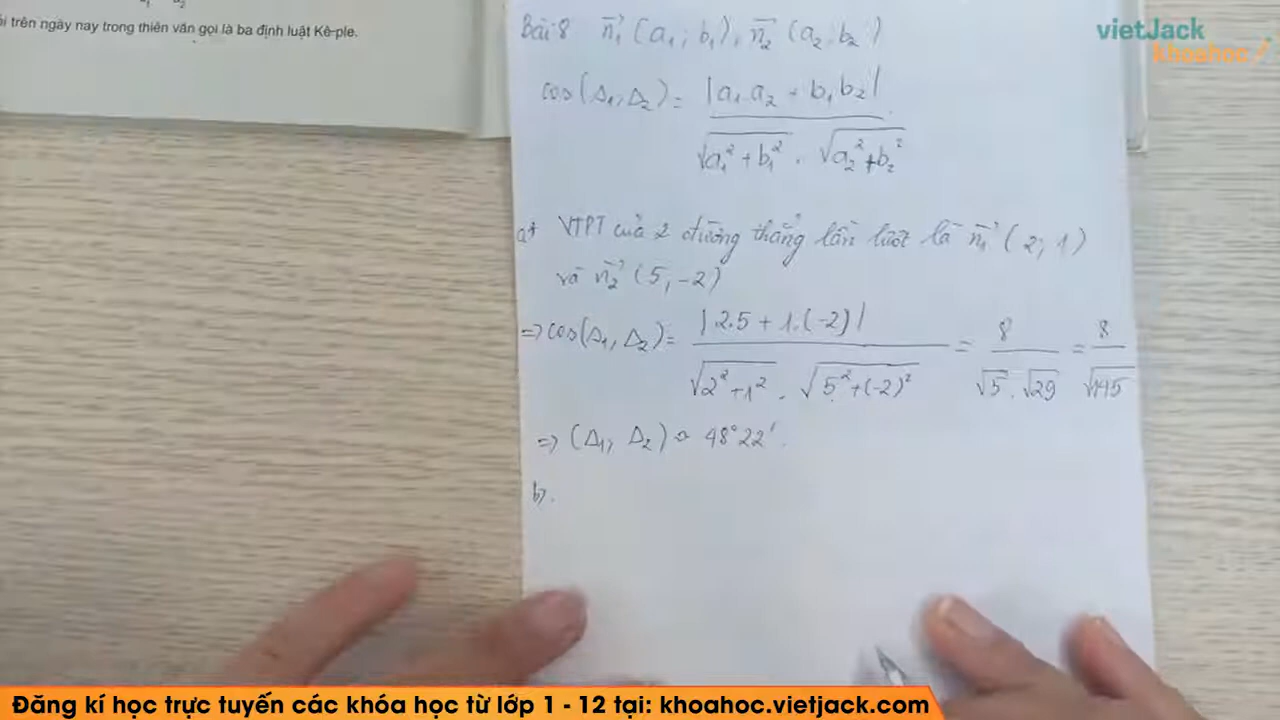 ỗi trên ngày nay trong thiên văn gọi là ba định luật Kê-ple.
vietJack
khoahoc
Bài 8 n₁→ (a₁; b₁), n₂→ (a₂; b₂)
cos(Δ₁, Δ₂) = |a₁.a₂ + b₁b₂| / √(a₁² + b₁²) . √(a₂² + b₂²)
a, VTPT của 2 đường thẳng lần lượt là n₁→ (2; 1)
và n₂→ (5, -2)
=> cos(Δ₁, Δ₂) = |2.5 + 1.(-2)| / √(2² + 1²) . √(5² + (-2)²) = 8 / √5 . √29 = 8 / √145
=> (Δ₁, Δ₂) ≈ 48°22'.
b,
Đăng kí học trực tuyến các khóa học từ lớp 1 - 12 tại: khoahoc.vietjack.com